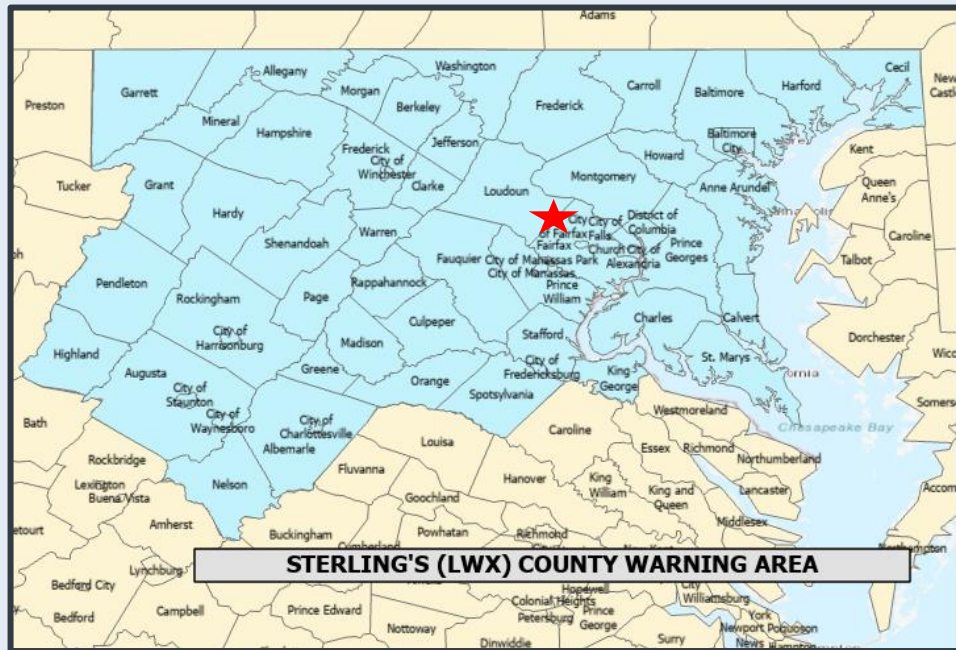 Adams
Preston
Garrett
Allegany
Washington
Morgan
Berkeley
Frederick
Carroll
Baltimore
Harford
Cecil
New
Castle
Mineral
Hampshire
Jefferson
Frederick
City of
Winchester
Clarke
Loudoun
Montgomery
Howard
Baltimore
City
Kent
Queen
Anne's
Tucker
Grant
Hardy
Anne Arundel
Shenandoah
Warren
City
of Fairfax
City of
Falls
Church
District of
Columbia
Fairfax
City of
Alexandria
Prince
Georges
Caroline
Talbot
Pendleton
Rockingham
Page
Rappahannock
Fauquier
City of Manassas Park
City of Manassas
Prince
William
City of
Harrisonburg
Madison
Culpeper
Stafford
Charles
Calvert
Dorchester
Highland
Augusta
Greene
Orange
City of
Fredericksburg
King
George
St. Marys
City of
Staunton
City of
Waynesboro
City of
Charlottesville
Albemarle
Spotsylvania
Bath
Louisa
Caroline
Westmoreland
Chesapeake Bay
Rockbridge
Lexington
Buena Vista
Nelson
Fluvanna
Hanover
Essex
Richmond
Northumberland
Goochland
King
William
King and
Queen
Lancaster
Amherst
Buckingham
Powhatan
Richmond
Middlesex
STERLING'S (LWX) COUNTY WARNING AREA
Lynchburg
Bedford City
Bedford
Campbell
Prince Edward
Nottoway
Colonial Heights
Hopewell
Petersburg
Prince
George
Dinwiddie
Surry
City
Williamsburg
York
Newport
Poquoson
News